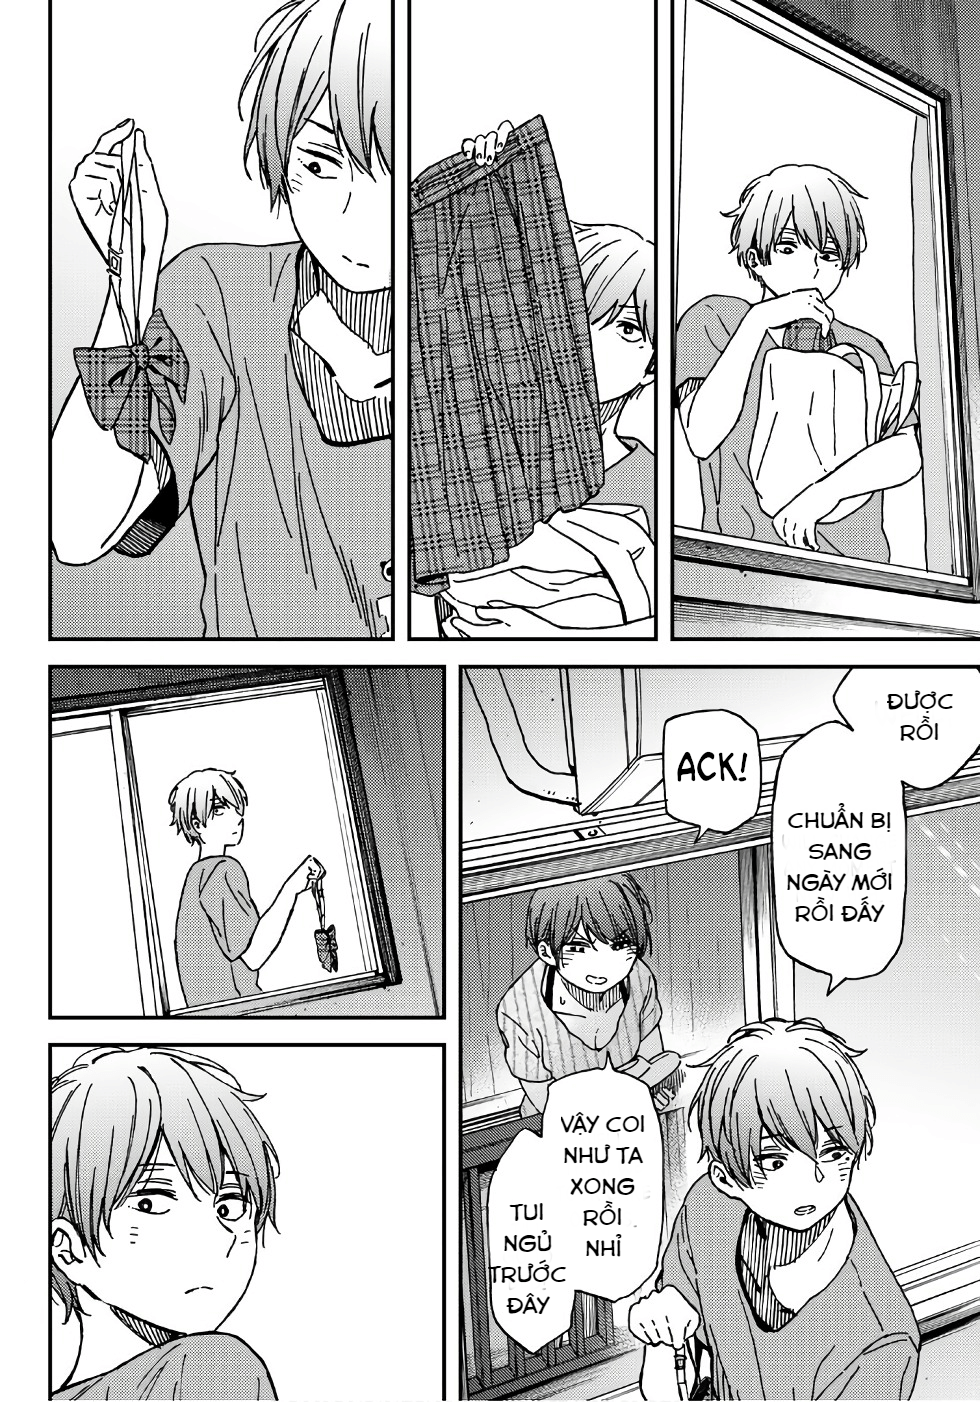 ĐƯỢC
RỒI
CHUẨN BỊ
SANG
NGÀY MỚI
RỒI ĐẤY
ACK!
VẬY COI
NHƯ TA
XONG
RỒI
NHỈ
TUI
NGỦ
TRƯỚC
ĐÂY